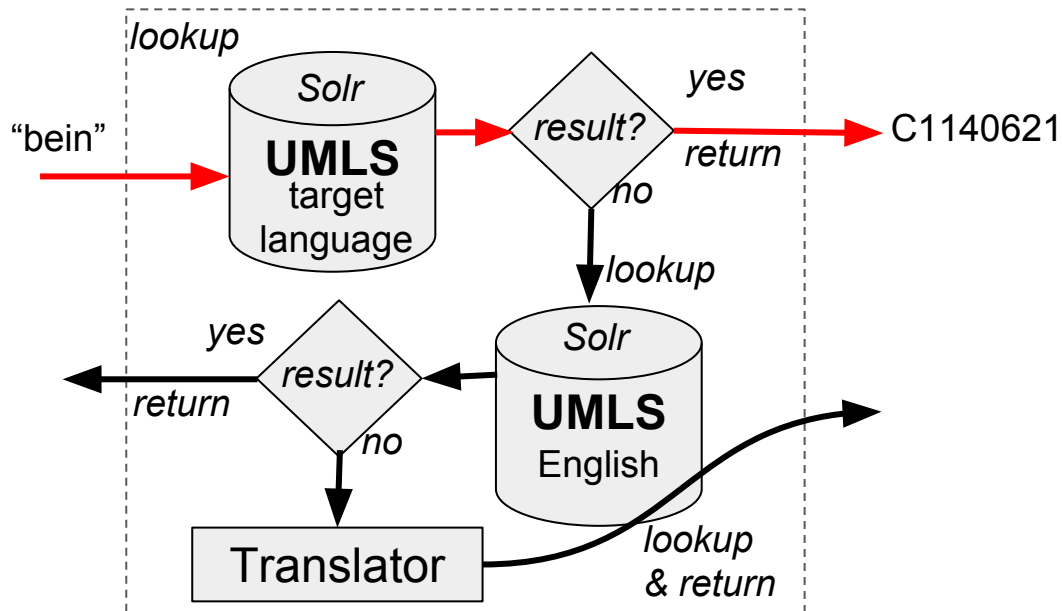 lookup
“bein”
Solr
UMLS
target
language
result?
yes
return
C1140621
no
lookup
Solr
UMLS
English
yes
result?
return
no
Translator
lookup
& return